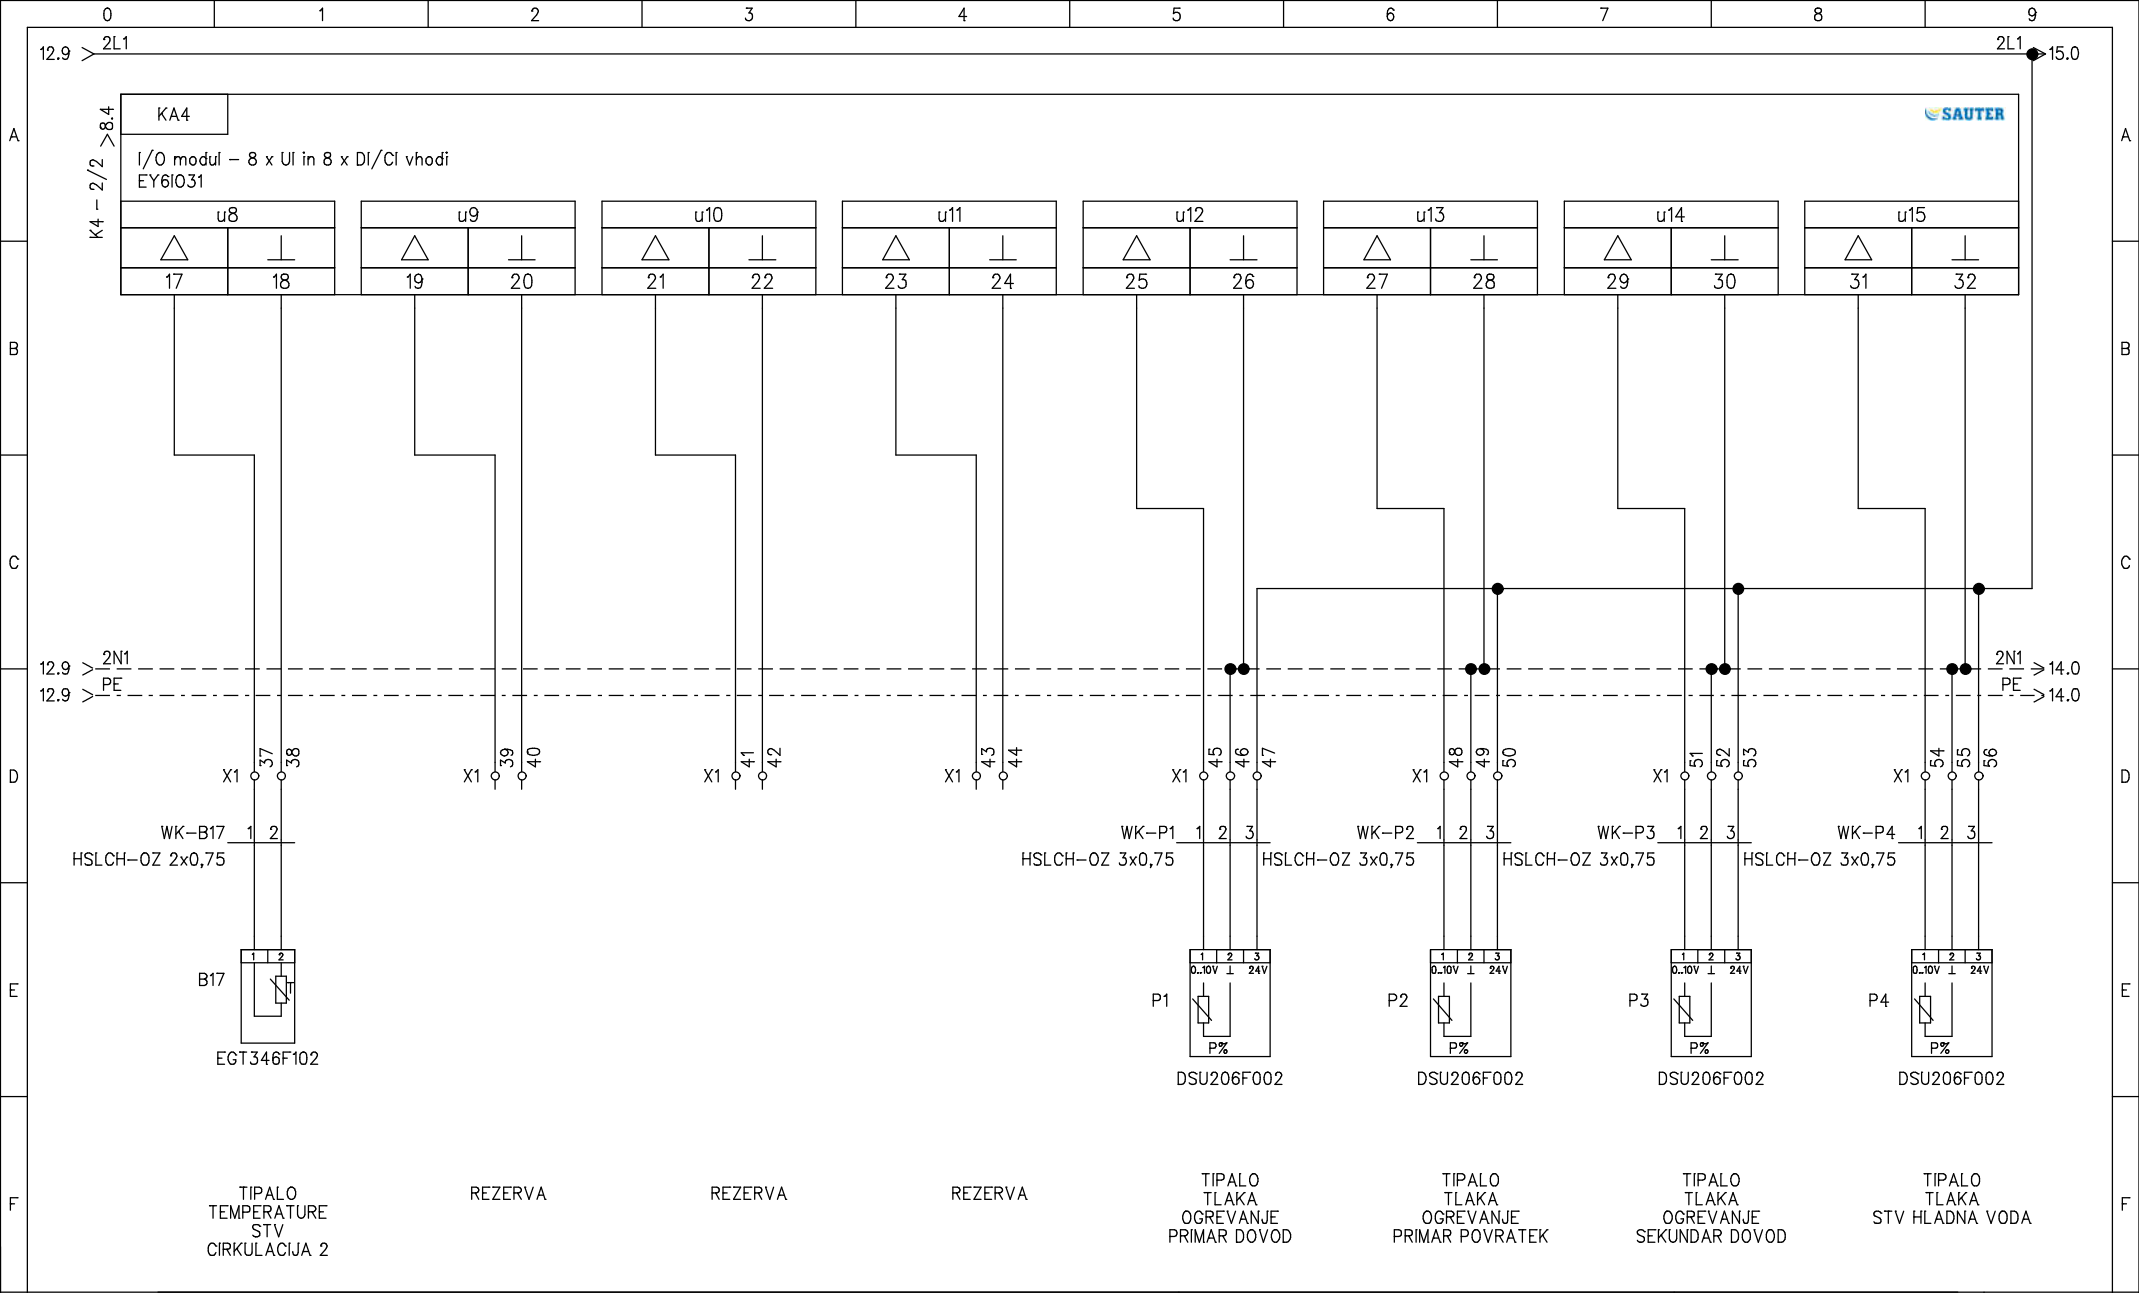 0 1 2 3 4 5 6 7 8 9
12.9 2L1 2L1 15.0
KA4 SAUTER
K4 - 2/2 >8.4
A A
I/O modul - 8 x UI in 8 x DI/CI vhodi
EY6IO31
u8 u9 u10 u11 u12 u13 u14 u15
17 18 19 20 21 22 23 24 25 26 27 28 29 30 31 32
B B
C C
12.9 2N1 2N1 14.0
12.9 PE PE 14.0
37 38 39 40 41 42 43 44 45 46 47 48 49 50 51 52 53 54 55 56
D X1 X1 X1 X1 X1 X1 X1 X1 D
WK-B17 1 2 WK-P1 1 2 3 WK-P2 1 2 3 WK-P3 1 2 3 WK-P4 1 2 3
HSLCH-OZ 2x0,75 HSLCH-OZ 3x0,75 HSLCH-OZ 3x0,75 HSLCH-OZ 3x0,75 HSLCH-OZ 3x0,75
1 2 1 2 3 1 2 3 1 2 3 1 2 3
0..10V ⊥ 24V 0..10V ⊥ 24V 0..10V ⊥ 24V 0..10V ⊥ 24V
B17 T
E P1 P2 P3 P4 E
P% P% P% P%
EGT346F102
DSU206F002 DSU206F002 DSU206F002 DSU206F002
F F
TIPALO
TEMPERATURE
STV
CIRKULACIJA 2
REZERVA
REZERVA
REZERVA
TIPALO
TLAKA
OGREVANJE
PRIMAR DOVOD
TIPALO
TLAKA
OGREVANJE
PRIMAR POVRATEK
TIPALO
TLAKA
OGREVANJE
SEKUNDAR DOVOD
TIPALO
TLAKA
STV HLADNA VODA